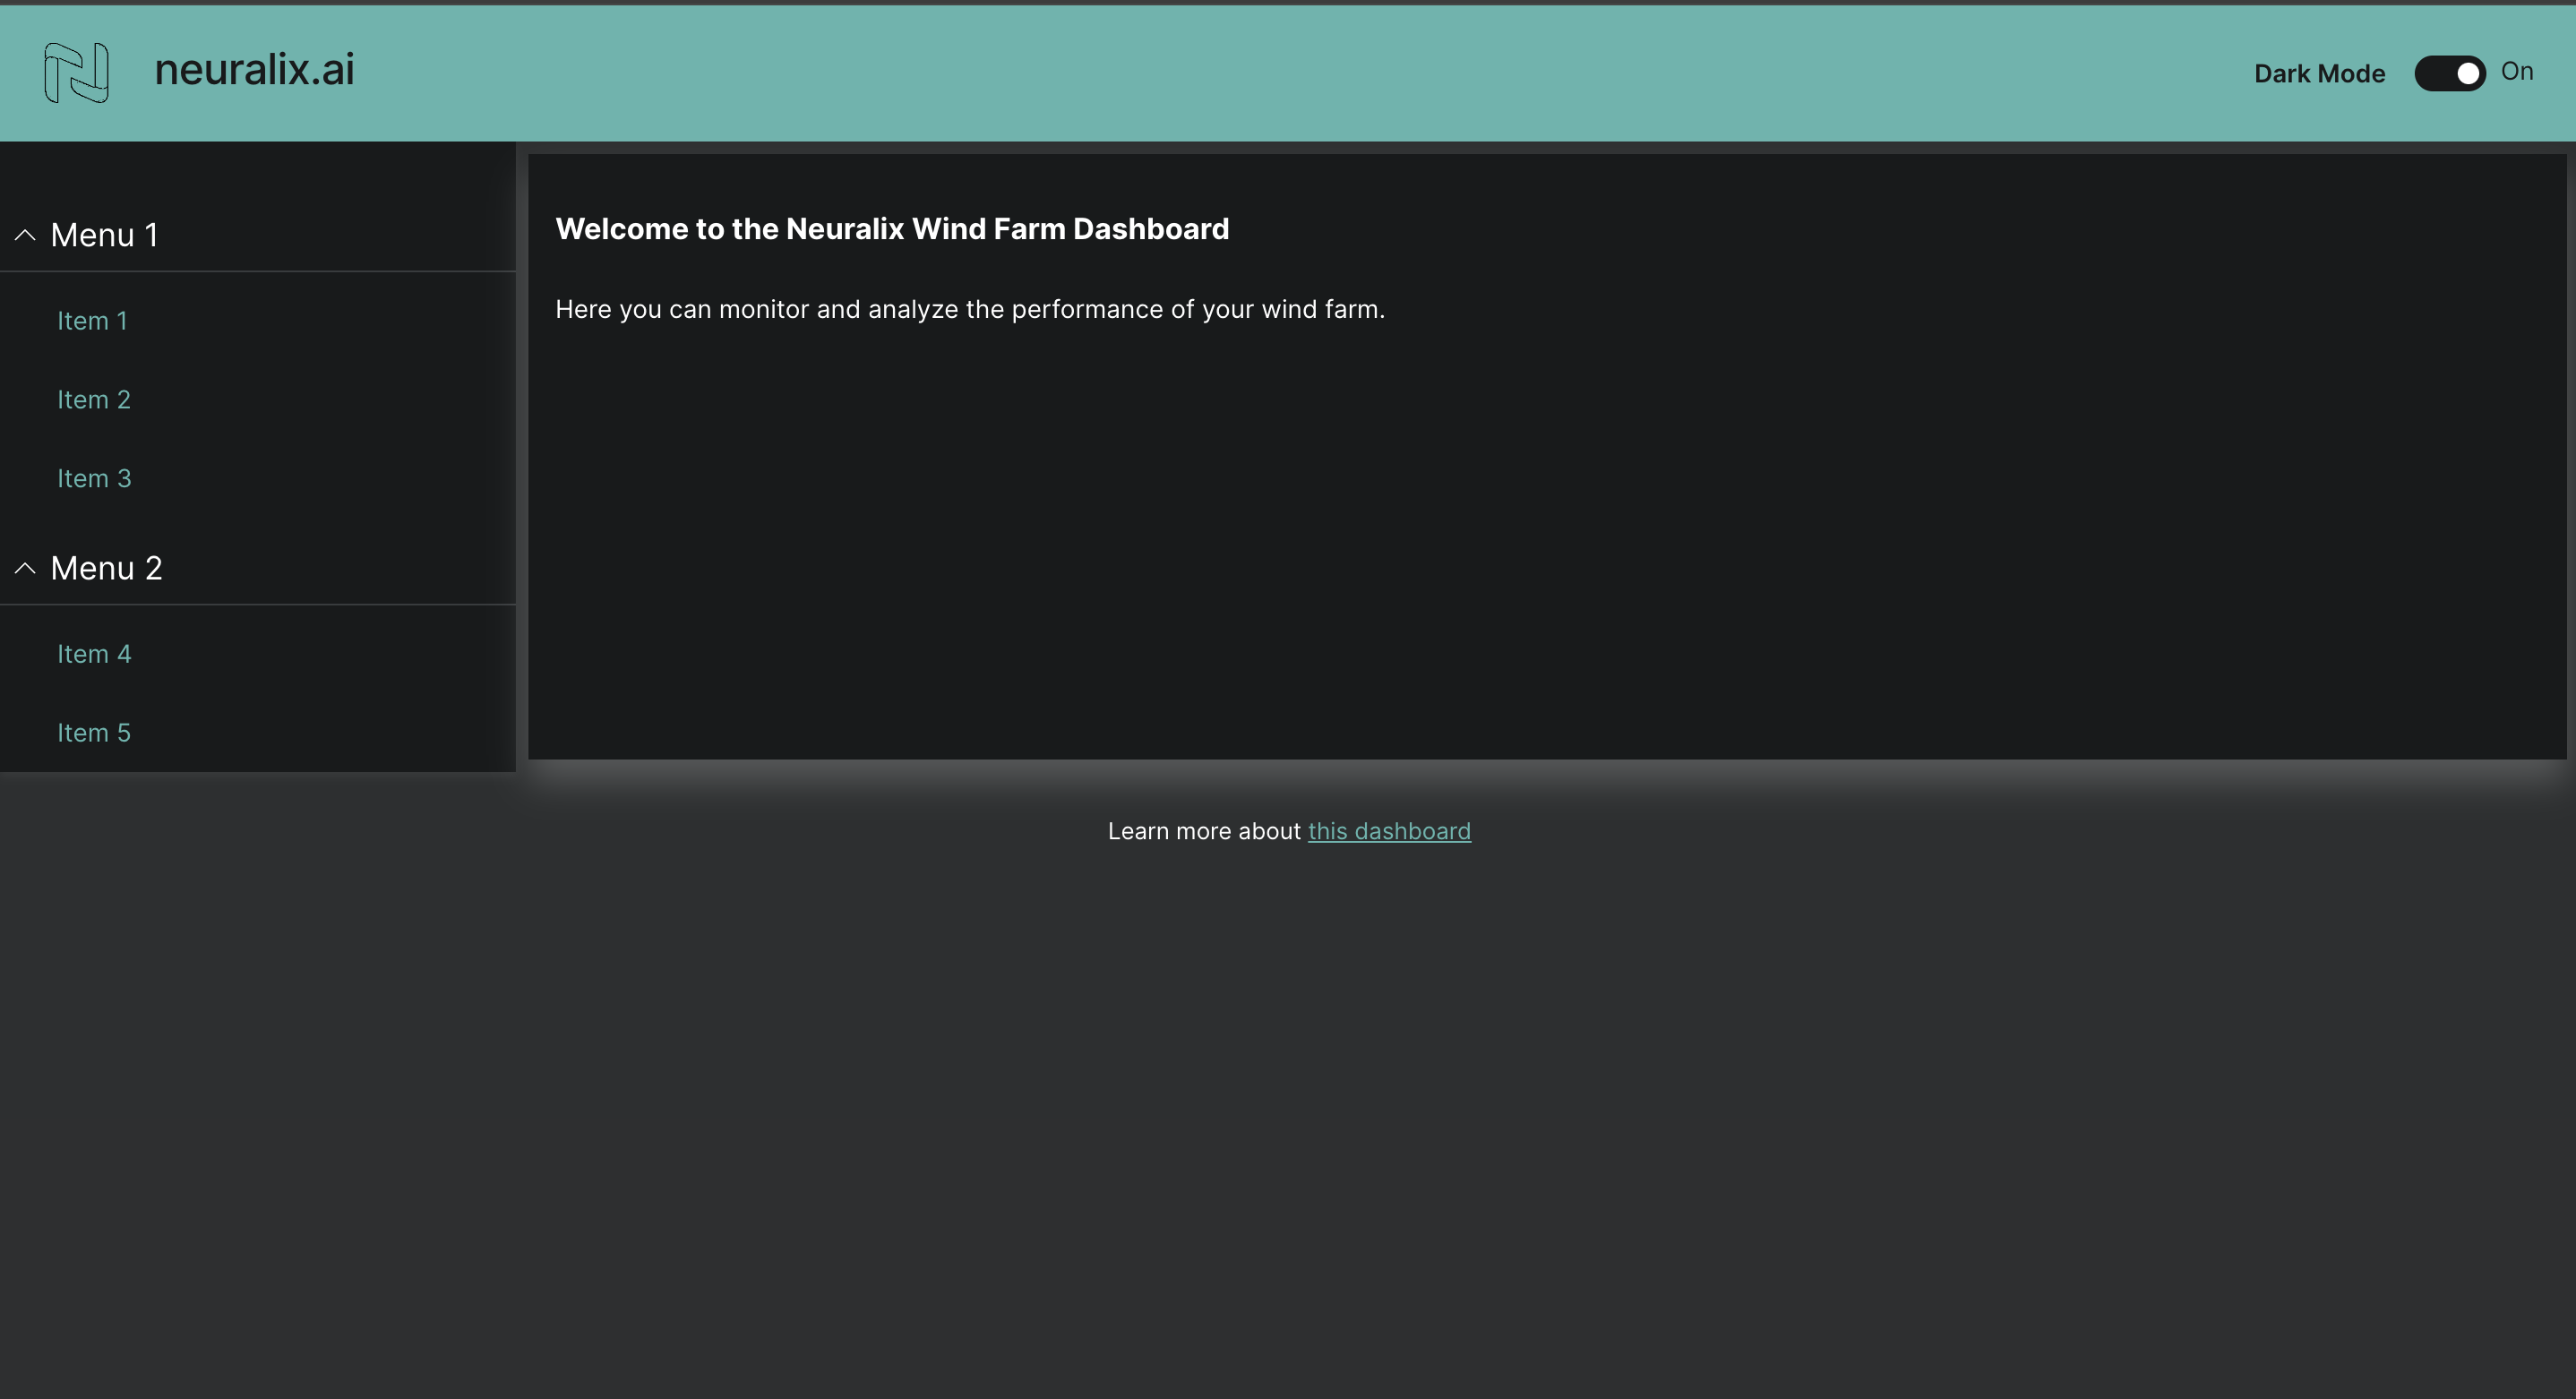 neuralix.ai
Dark Mode On
Menu 1
Item 1
Item 2
Item 3
Menu 2
Item 4
Item 5
Welcome to the Neuralix Wind Farm Dashboard
Here you can monitor and analyze the performance of your wind farm.
Learn more about this dashboard